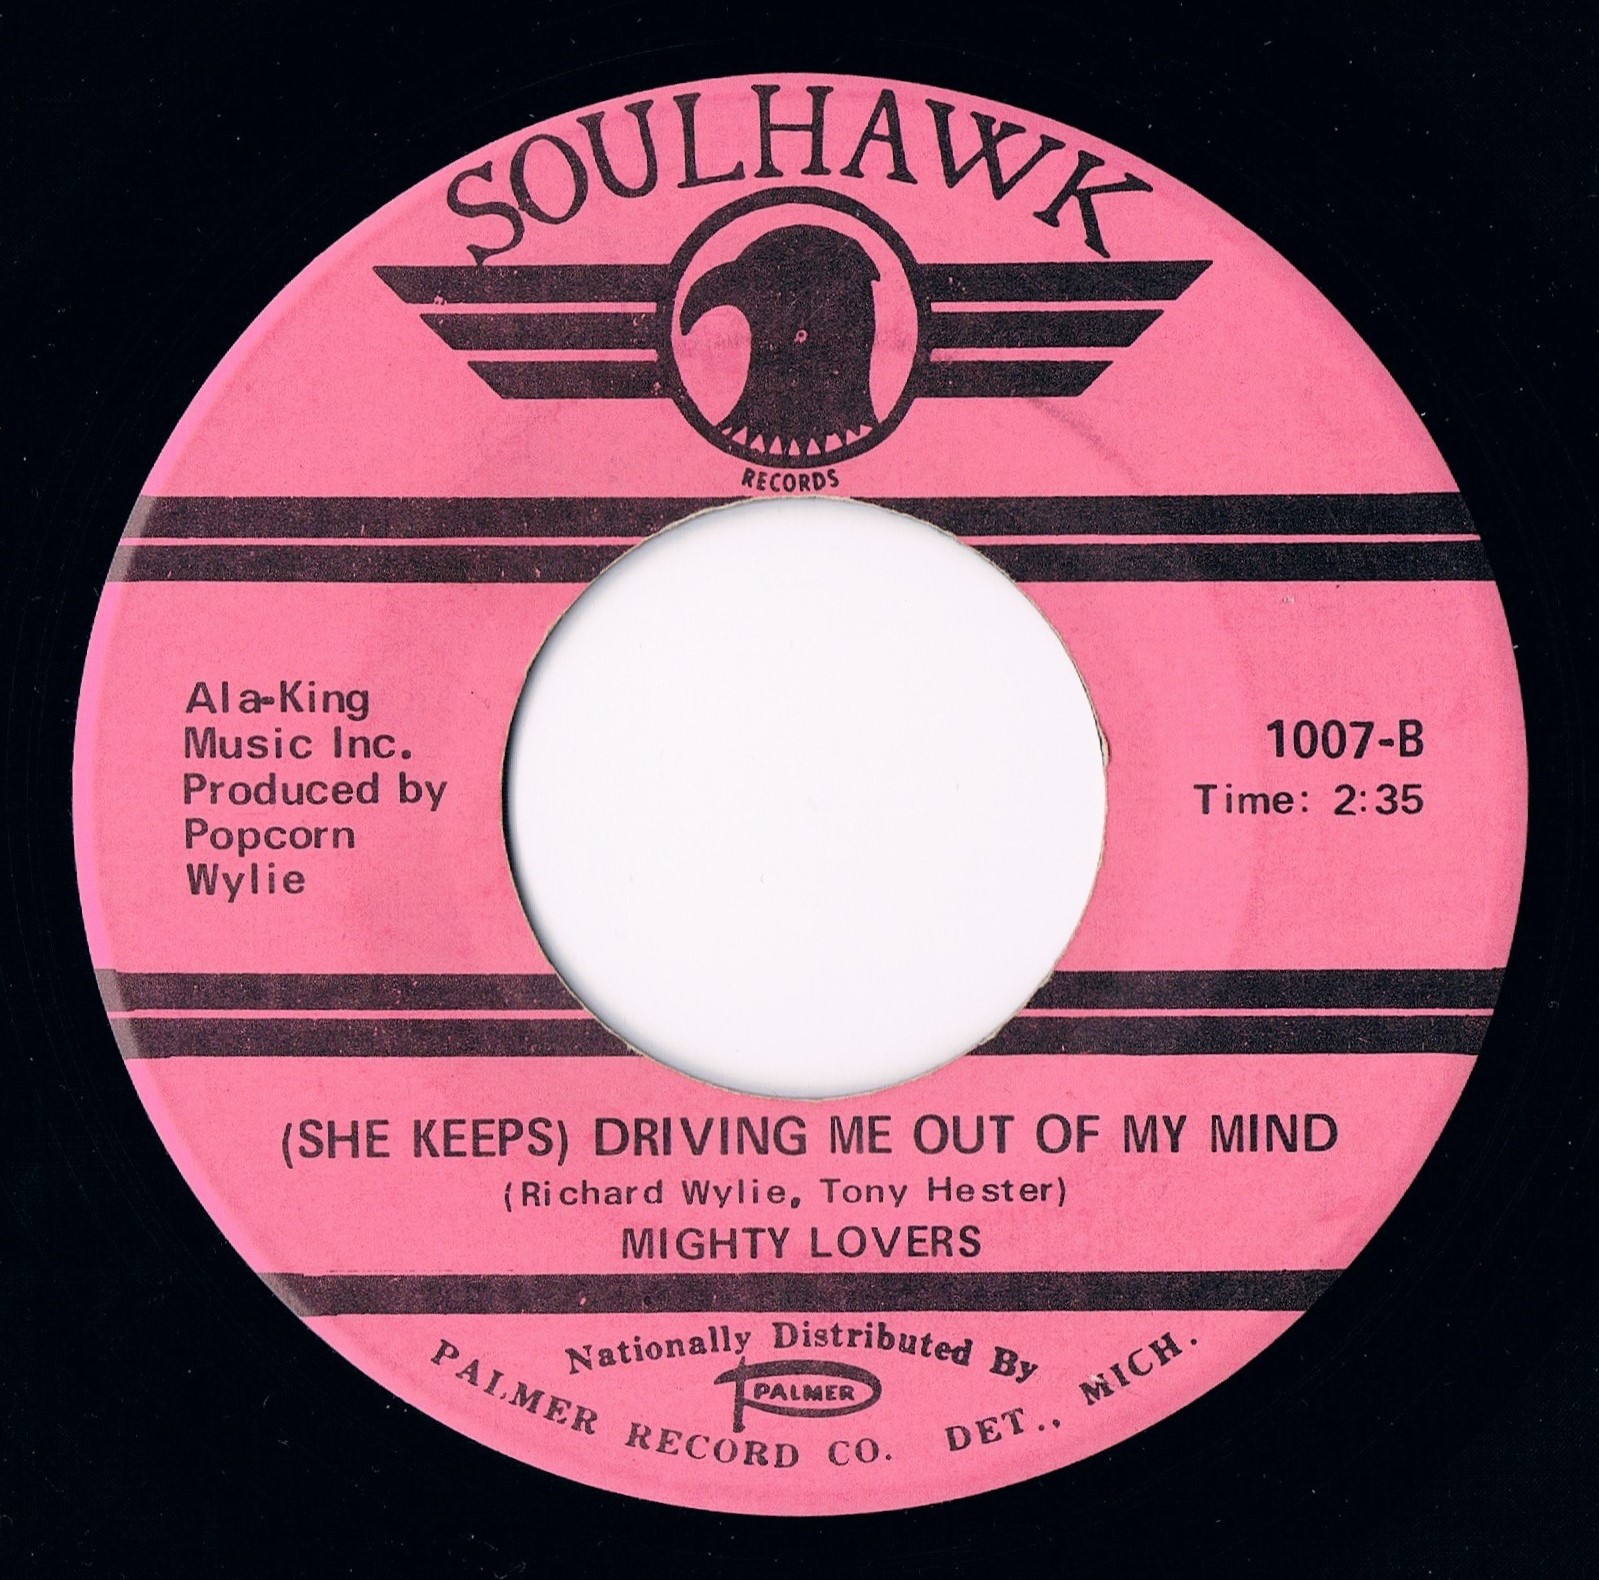 SOULHAWK
RECORDS
Ala-King
Music Inc.
Produced by
Popcorn
Wylie
1007-B
Time: 2:35
(SHE KEEPS) DRIVING ME OUT OF MY MIND
(Richard Wylie, Tony Hester)
MIGHTY LOVERS
Nationally Distributed By
PALMER
PALMER RECORD CO. DET., MICH.